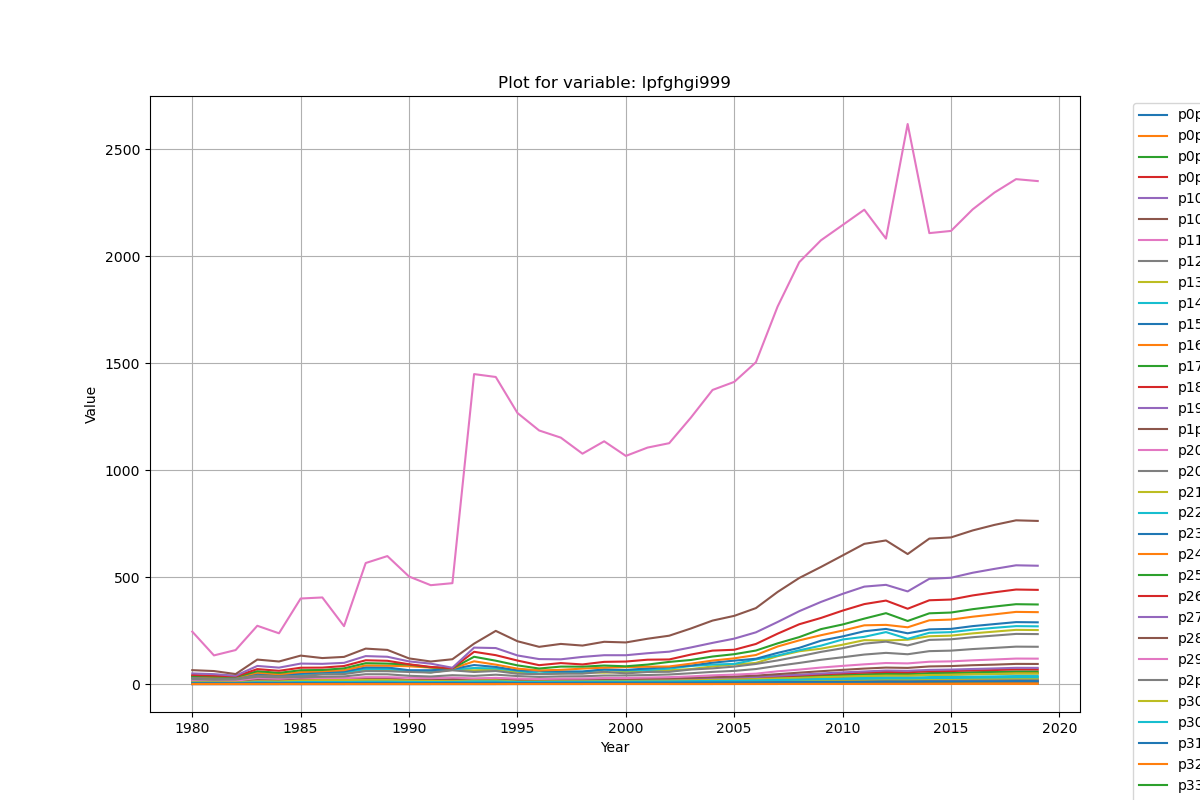 Plot for variable: lpfghgi999
2500
2000
1500
1000
500
0
Value
1980 1985 1990 1995 2000 2005 2010 2015 2020
Year
p0p
p0p
p0p
p0p
p10
p10
p11
p12
p13
p14
p15
p16
p17
p18
p19
p1p
p20
p20
p21
p22
p23
p24
p25
p26
p27
p28
p29
p2p
p30
p30
p31
p32
p33